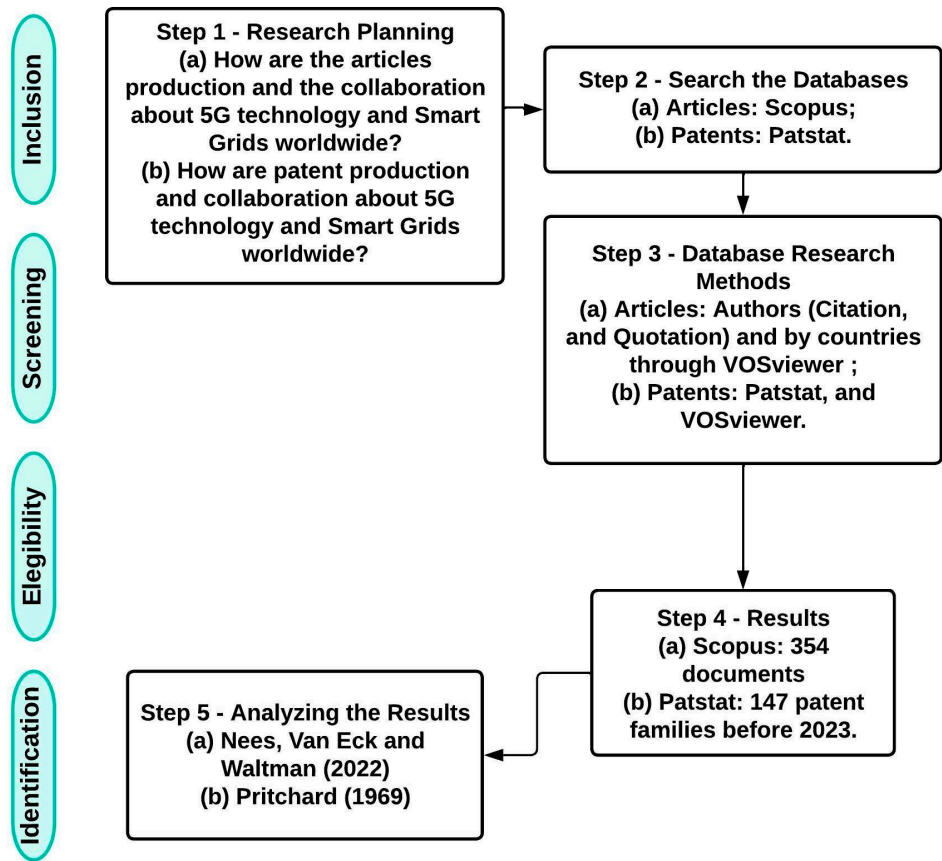 Inclusion
Step 1 - Research Planning
(a) How are the articles
production and the collaboration
about 5G technology and Smart
Grids worldwide?
(b) How are patent production
and collaboration about 5G
technology and Smart Grids
worldwide?
Step 2 - Search the Databases
(a) Articles: Scopus;
(b) Patents: Patstat.
Screening
Step 3 - Database Research
Methods
(a) Articles: Authors (Citation,
and Quotation) and by countries
through VOSviewer ;
(b) Patents: Patstat, and
VOSviewer.
Elegibility
Step 4 - Results
(a) Scopus: 354
documents
(b) Patstat: 147 patent
families before 2023.
Identification
Step 5 - Analyzing the Results
(a) Nees, Van Eck and
Waltman (2022)
(b) Pritchard (1969)